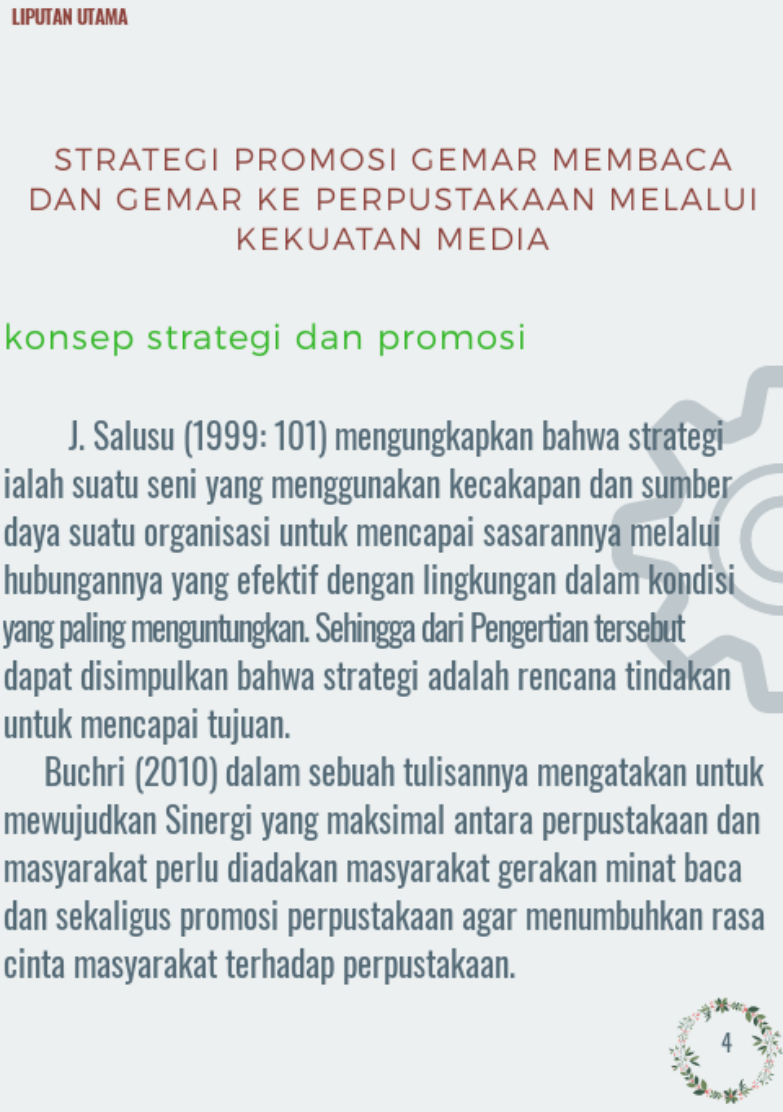 LIPUTAN UTAMA
STRATEGI PROMOSI GEMAR MEMBACA
DAN GEMAR KE PERPUSTAKAAN MELALUI
KEKUATAN MEDIA
konsep strategi dan promosi
J. Salusu (1999: 101) mengungkapkan bahwa strategi
ialah suatu seni yang menggunakan kecakapan dan sumber
daya suatu organisasi untuk mencapai sasarannya melalui
hubungannya yang efektif dengan lingkungan dalam kondisi
yang paling menguntungkan. Sehingga dari Pengertian tersebut
dapat disimpulkan bahwa strategi adalah rencana tindakan
untuk mencapai tujuan.
Buchri (2010) dalam sebuah tulisannya mengatakan untuk
mewujudkan Sinergi yang maksimal antara perpustakaan dan
masyarakat perlu diadakan masyarakat gerakan minat baca
dan sekaligus promosi perpustakaan agar menumbuhkan rasa
cinta masyarakat terhadap perpustakaan.
4